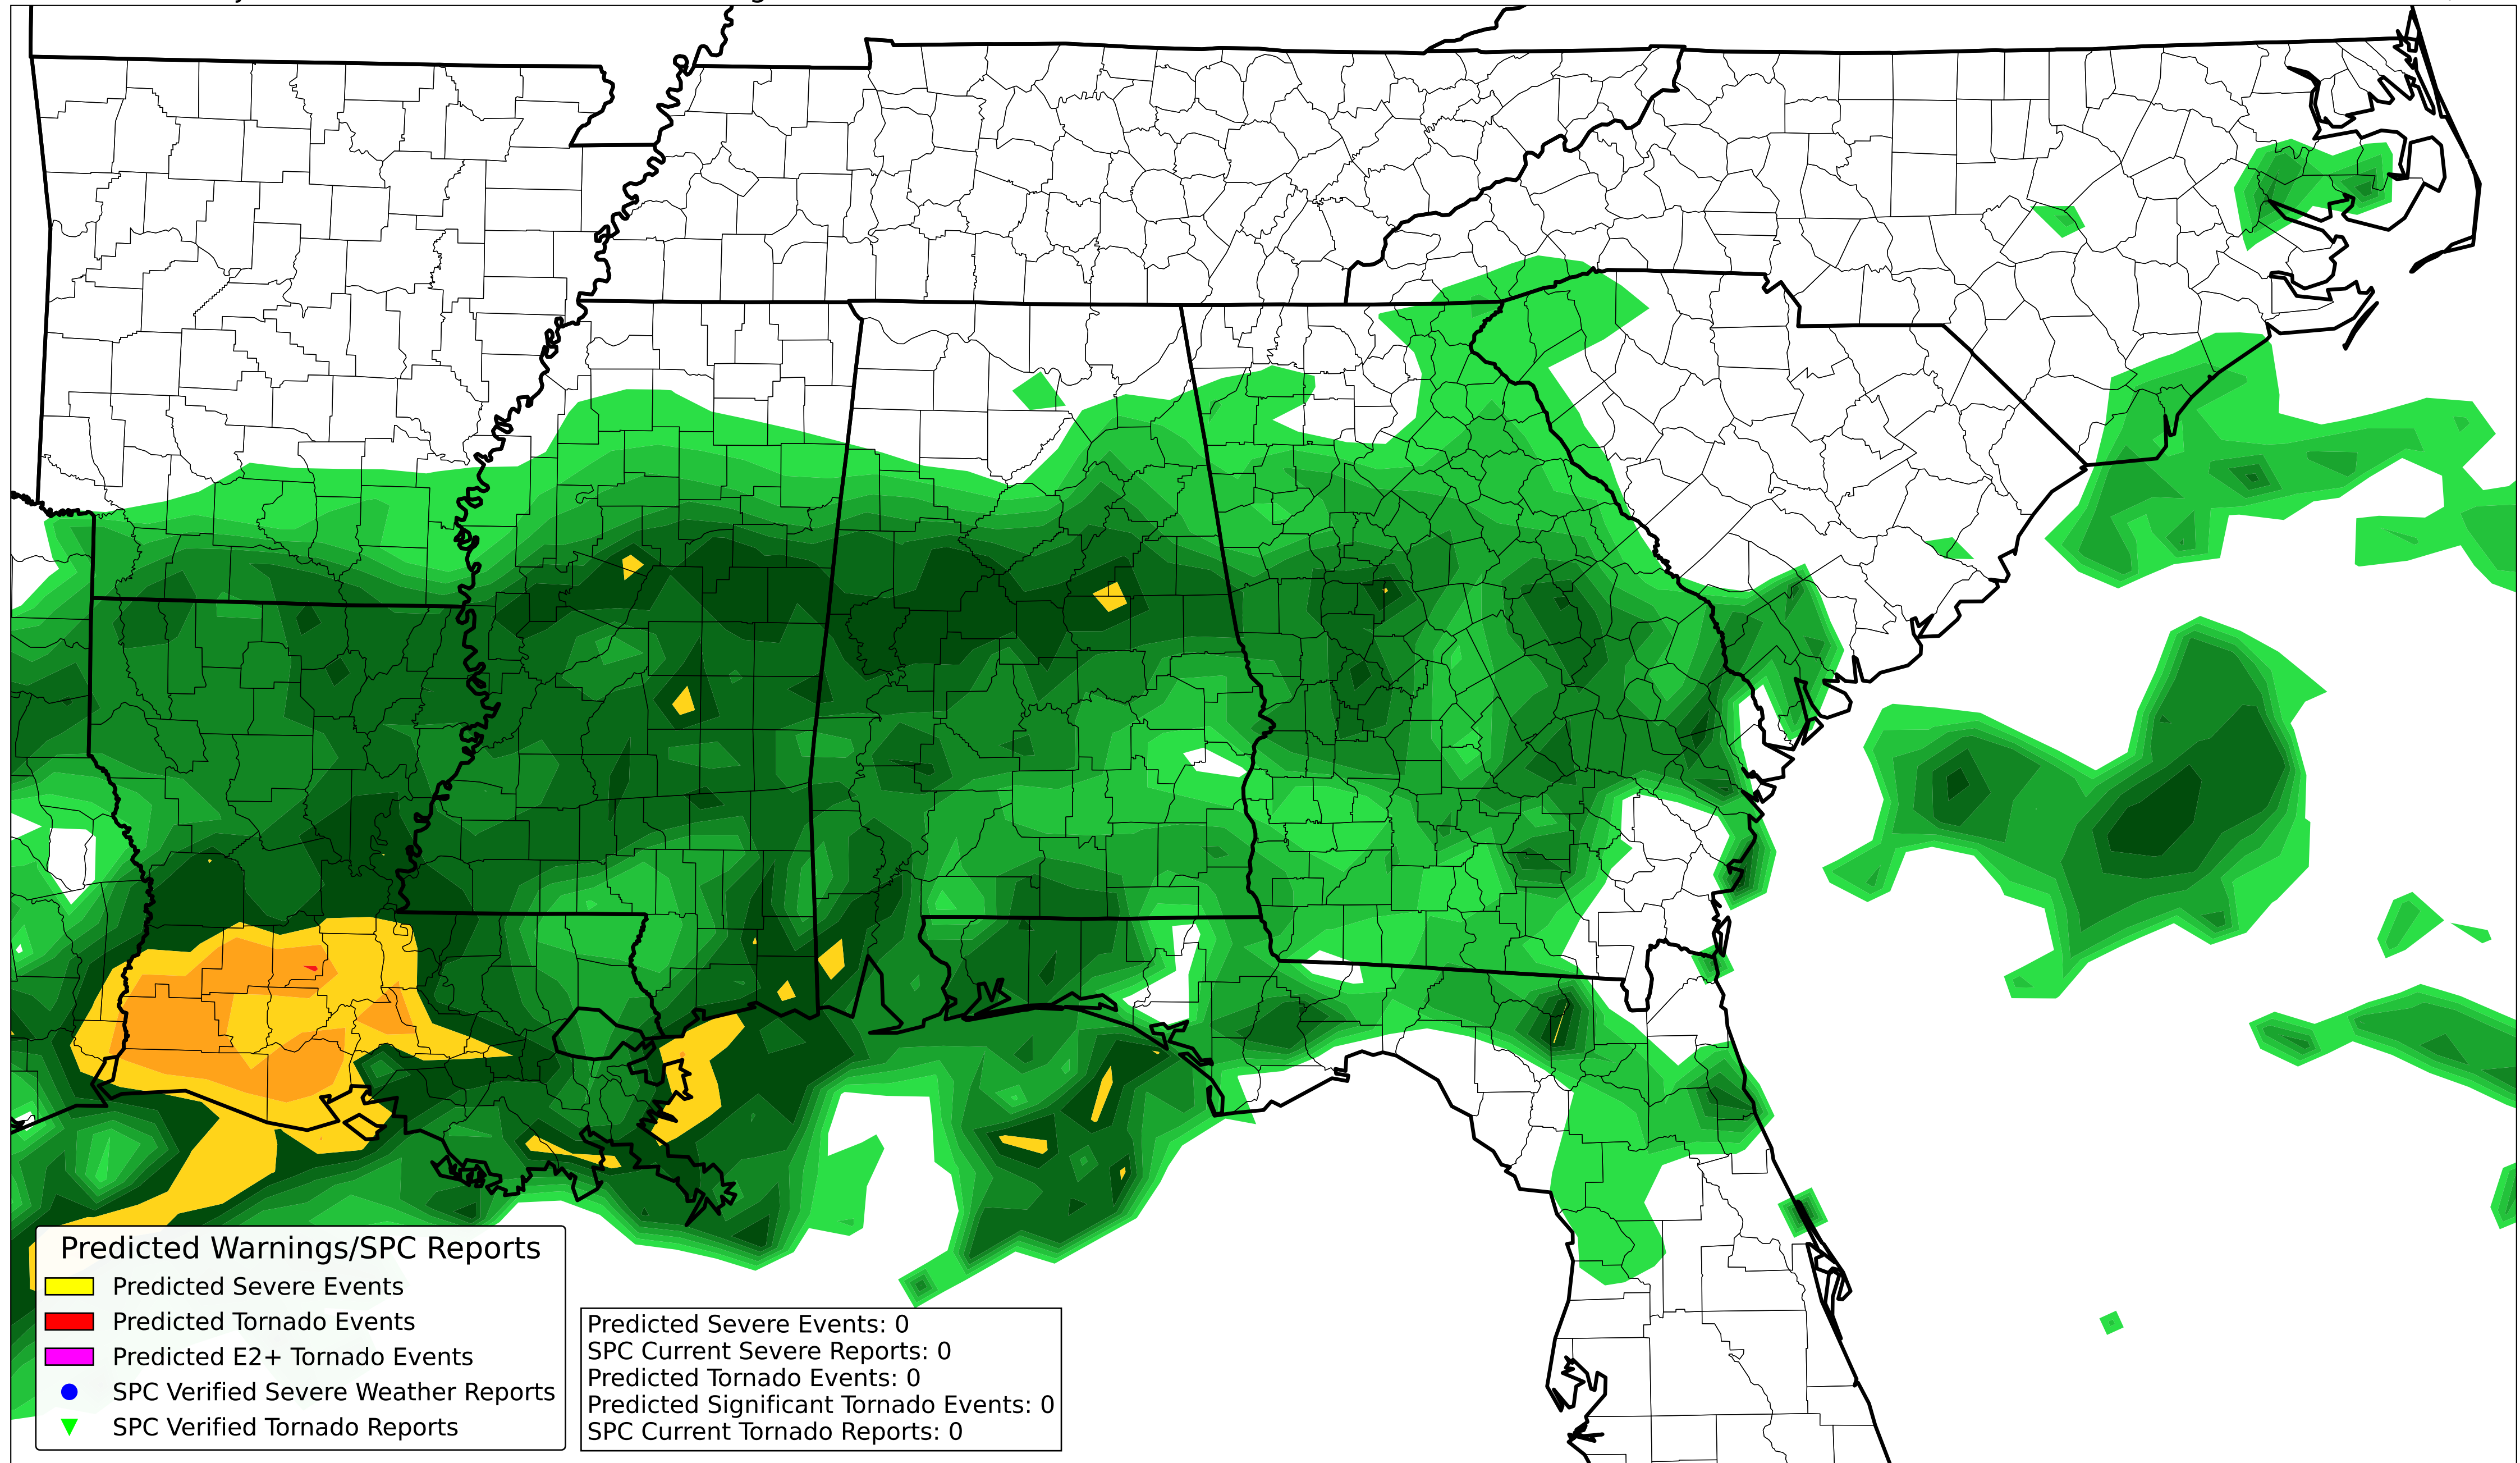 Predicted Warnings/SPC Reports
Predicted Severe Events
Predicted Tornado Events
Predicted E2+ Tornado Events
SPC Verified Severe Weather Reports
SPC Verified Tornado Reports
Predicted Severe Events: 0
SPC Current Severe Reports: 0
Predicted Tornado Events: 0
Predicted Significant Tornado Events: 0
SPC Current Tornado Reports: 0